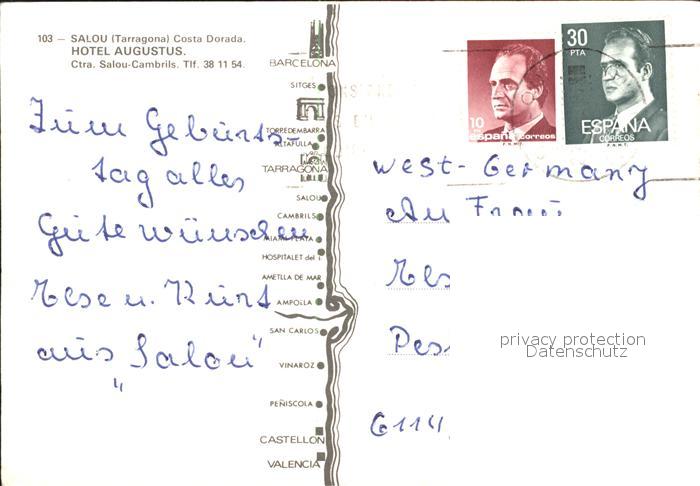 103 – SALOU (Tarragona) Costa Dorada.
HOTEL AUGUSTUS.
Ctra. Salou-Cambrils. Tlf. 38 11 54.
Zum Geburts-
tag alles
Gute wünschen
Ilse u. Kurt
aus "Salou"
BARCELONA
SITGES
TORREDEMBARRA
ALTAFULLA
TARRAGONA
SALOU
CAMBRILS
MIAMI PLAYA
HOSPITALET del I.
AMETLLA DE MAR
AMPOLLA
SAN CARLOS
VINAROZ
PEÑISCOLA
CASTELLON
VALENCIA
10
españa correos
F.N.M.T.
30
PTA
ESPAÑA
CORREOS
F.N.M.T.
West-Germany
An
6114
privacy protection
Datenschutz